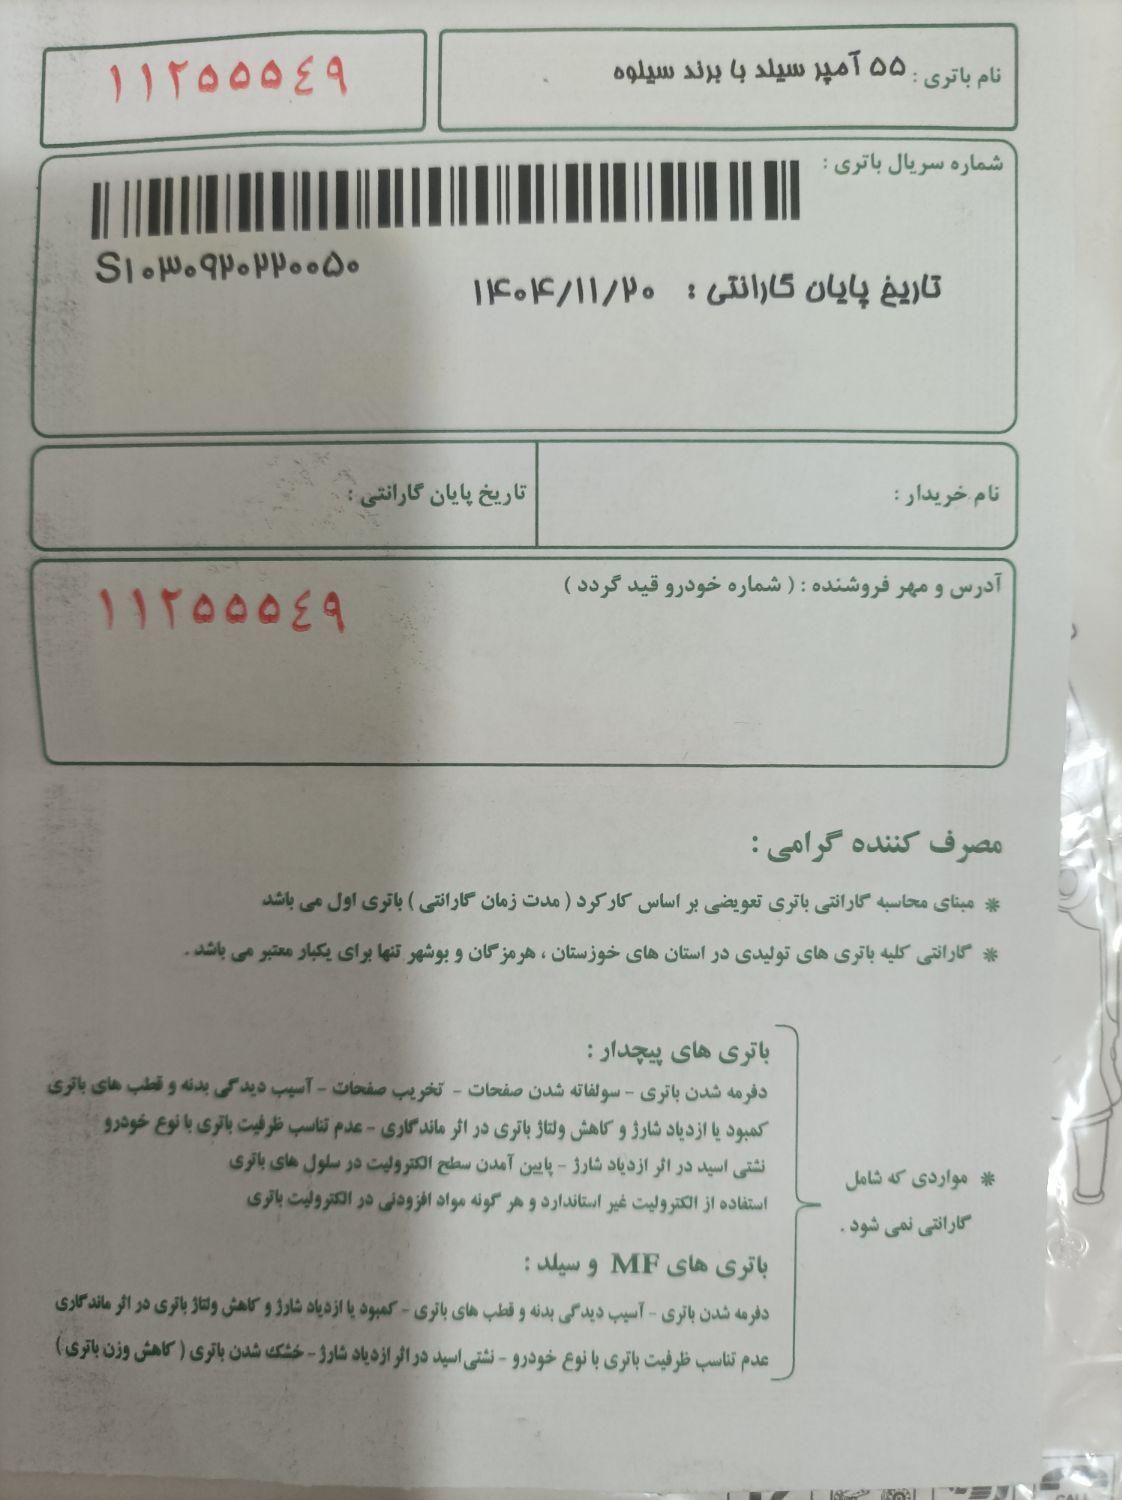 نام باتری : ۵۵ آمپر سیلد با برند سیلوه
۱۱۲۵۵۵٤۹
شماره سریال باتری :
S۱۰۳۰۹۲۰۲۲۰۰۵۰
تاریخ پایان گارانتی : ۱۴۰۴/۱۱/۲۰
نام خریدار :
تاریخ پایان گارانتی :
آدرس و مهر فروشنده : ( شماره خودرو قید گردد )
۱۱۲۵۵۵٤۹
مصرف کننده گرامی :
* مبنای محاسبه گارانتی باتری تعویضی بر اساس کارکرد ( مدت زمان گارانتی ) باتری اول می باشد
* گارانتی کلیه باتری های تولیدی در استان های خوزستان ، هرمزگان و بوشهر تنها برای یکبار معتبر می باشد .
* مواردی که شامل
گارانتی نمی شود .
باتری های پیچدار :
دفرمه شدن باتری - سولفاته شدن صفحات - تخریب صفحات - آسیب دیدگی بدنه و قطب های باتری
کمبود یا ازدیاد شارژ و کاهش ولتاژ باتری در اثر ماندگاری - عدم تناسب ظرفیت باتری با نوع خودرو
نشتی اسید در اثر ازدیاد شارژ - پایین آمدن سطح الکترولیت در سلول های باتری
استفاده از الکترولیت غیر استاندارد و هر گونه مواد افزودنی در الکترولیت باتری
باتری های MF و سیلد :
دفرمه شدن باتری - آسیب دیدگی بدنه و قطب های باتری - کمبود یا ازدیاد شارژ و کاهش ولتاژ باتری در اثر ماندگاری
عدم تناسب ظرفیت باتری با نوع خودرو - نشتی اسید در اثر ازدیاد شارژ - خشک شدن باتری ( کاهش وزن باتری )